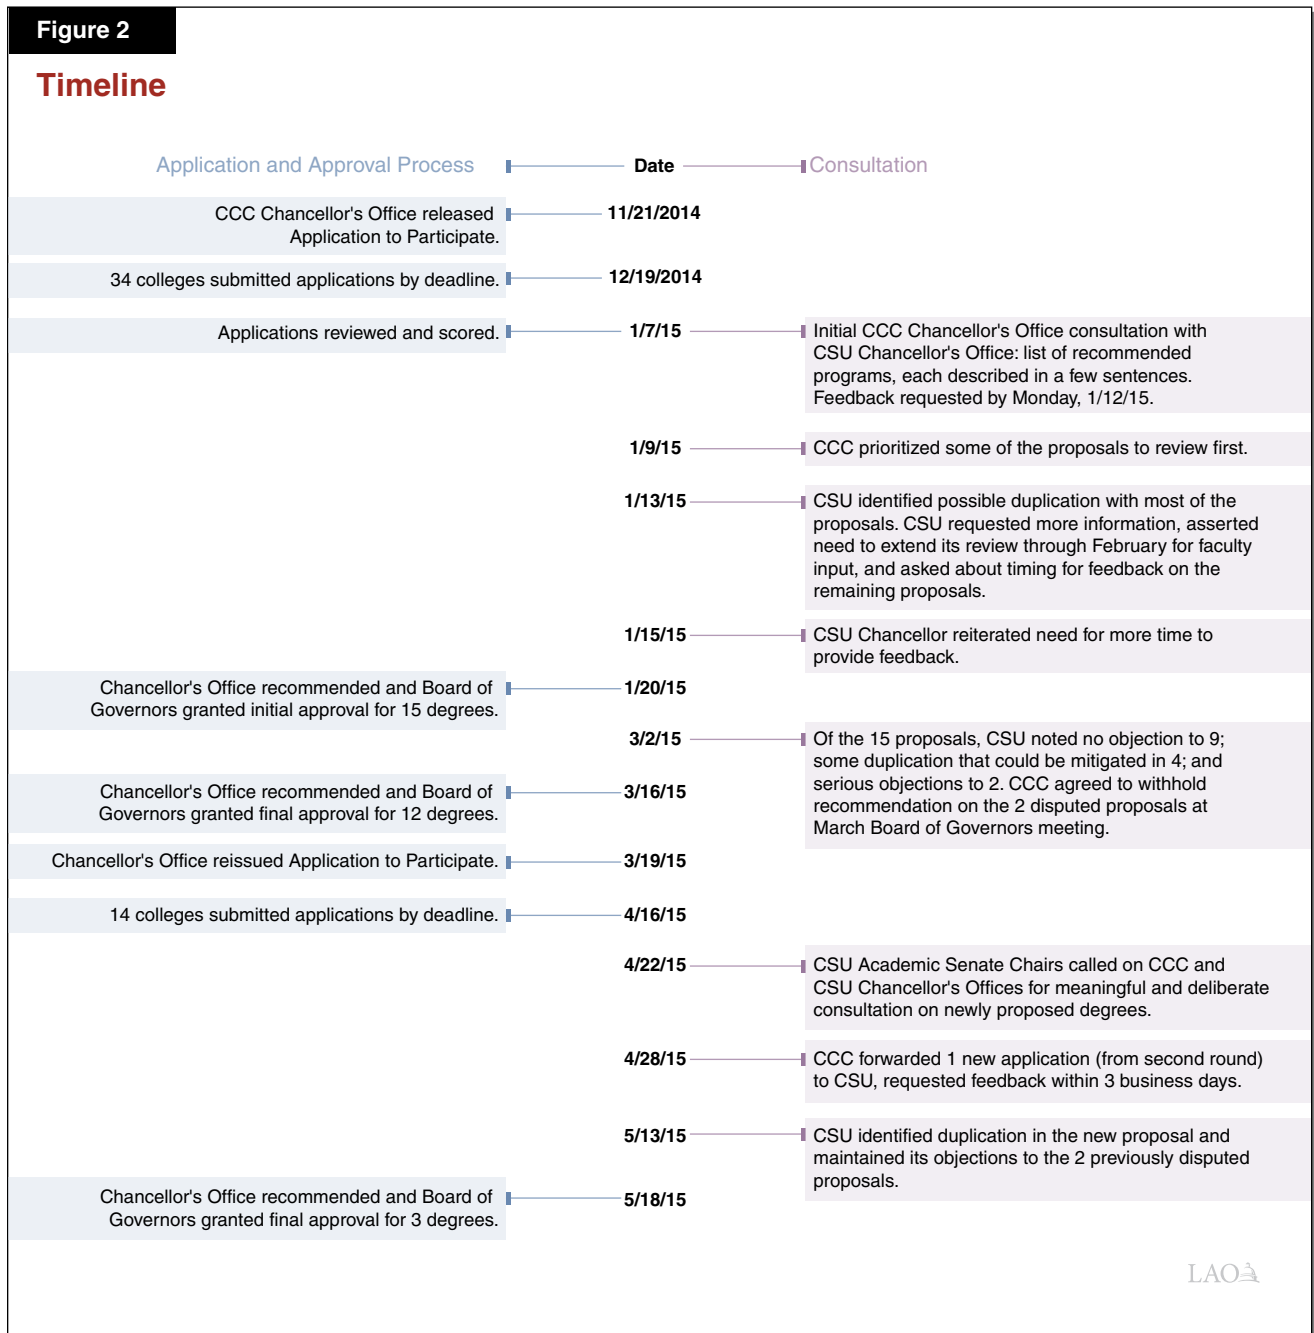 Figure 2
Timeline
Application and Approval Process
Date
Consultation
CCC Chancellor's Office released
Application to Participate.
11/21/2014
34 colleges submitted applications by deadline.
12/19/2014
Applications reviewed and scored.
1/7/15
Initial CCC Chancellor's Office consultation with
CSU Chancellor's Office: list of recommended
programs, each described in a few sentences.
Feedback requested by Monday, 1/12/15.
1/9/15
CCC prioritized some of the proposals to review first.
1/13/15
CSU identified possible duplication with most of the
proposals. CSU requested more information, asserted
need to extend its review through February for faculty
input, and asked about timing for feedback on the
remaining proposals.
1/15/15
CSU Chancellor reiterated need for more time to
provide feedback.
Chancellor's Office recommended and Board of
Governors granted initial approval for 15 degrees.
1/20/15
3/2/15
Of the 15 proposals, CSU noted no objection to 9;
some duplication that could be mitigated in 4; and
serious objections to 2. CCC agreed to withhold
recommendation on the 2 disputed proposals at
March Board of Governors meeting.
Chancellor's Office recommended and Board of
Governors granted final approval for 12 degrees.
3/16/15
Chancellor's Office reissued Application to Participate.
3/19/15
14 colleges submitted applications by deadline.
4/16/15
4/22/15
CSU Academic Senate Chairs called on CCC and
CSU Chancellor's Offices for meaningful and deliberate
consultation on newly proposed degrees.
4/28/15
CCC forwarded 1 new application (from second round)
to CSU, requested feedback within 3 business days.
5/13/15
CSU identified duplication in the new proposal and
maintained its objections to the 2 previously disputed
proposals.
Chancellor's Office recommended and Board of
Governors granted final approval for 3 degrees.
5/18/15
LAO